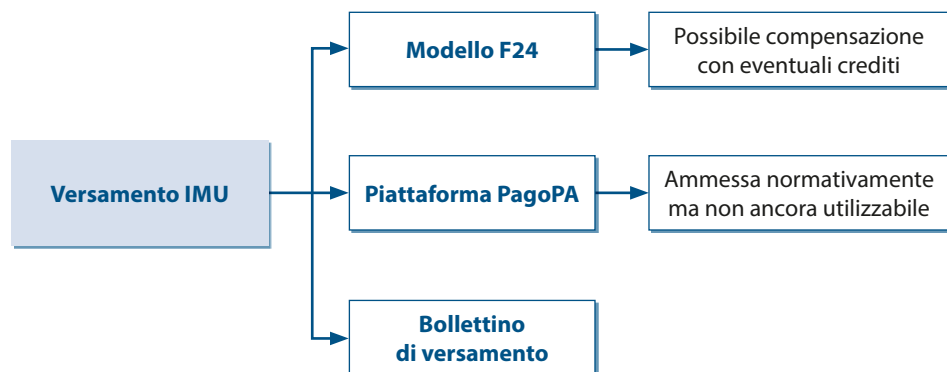 Modello F24
Possibile compensazione
con eventuali crediti
Versamento IMU
Piattaforma PagoPA
Ammessa normativamente
ma non ancora utilizzabile
Bollettino
di versamento